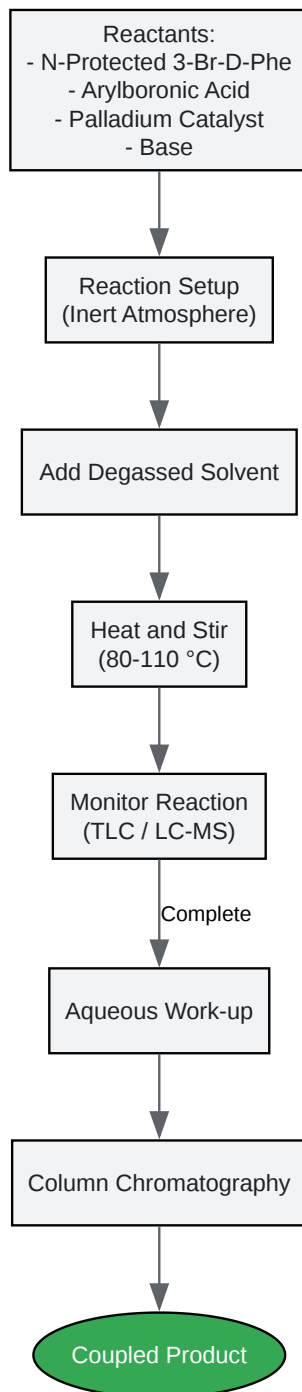 Reactants:
- N-Protected 3-Br-D-Phe
- Arylboronic Acid
- Palladium Catalyst
- Base
Reaction Setup
(Inert Atmosphere)
Add Degassed Solvent
Heat and Stir
(80-110 °C)
Monitor Reaction
(TLC / LC-MS)
Complete
Aqueous Work-up
Column Chromatography
Coupled Product